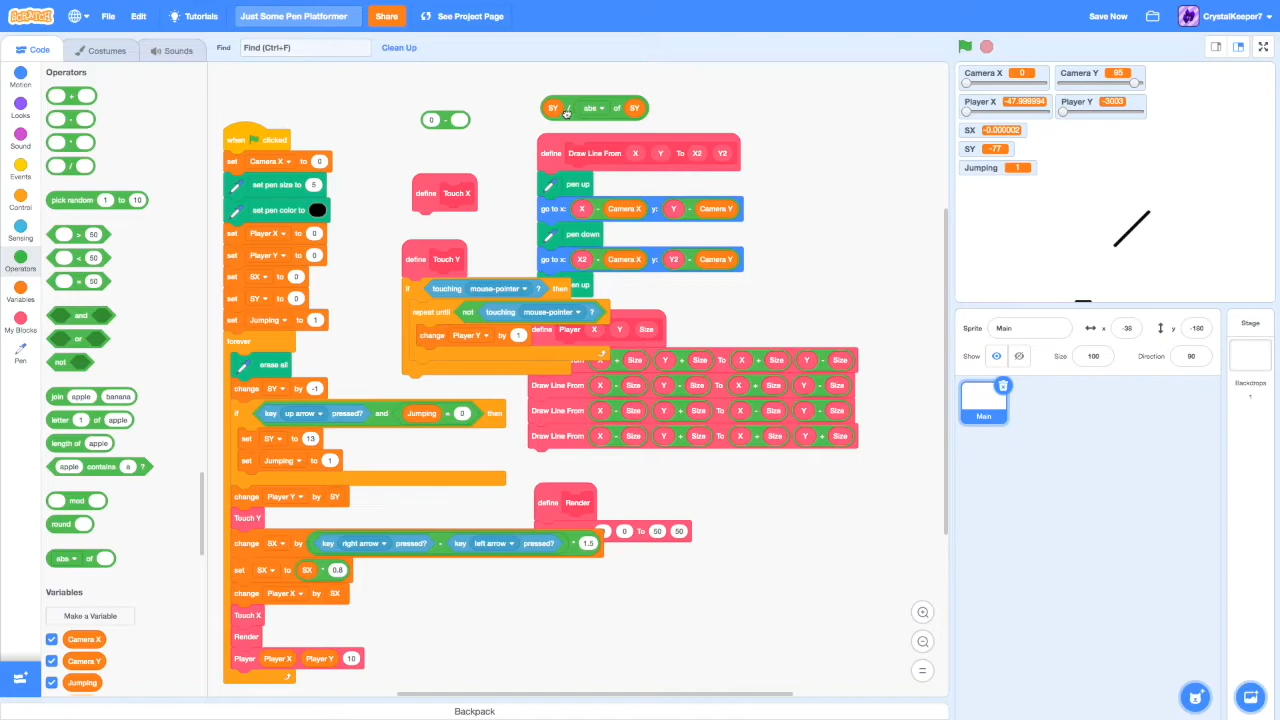 SCRATCH File Edit Tutorials Just Some Pen Platformer Share See Project Page Save Now CrystalKeeper7
Code Costumes Sounds Find Find (Ctrl+F) Clean Up
Motion
Looks
Sound
Events
Control
Sensing
Operators
Variables
My Blocks
Pen
Operators
+
-
*
/
pick random 1 to 10
> 50
< 50
= 50
and
or
not
join apple banana
letter 1 of apple
length of apple
apple contains a ?
mod
round
abs of
Variables
Make a Variable
Camera X
Camera Y
Jumping
when clicked
set Camera X to 0
set pen size to 5
set pen color to
set Player X to 0
set Player Y to 0
set SX to 0
set SY to 0
set Jumping to 1
forever
erase all
change SY by -1
if key up arrow pressed? and Jumping = 0 then
set SY to 13
set Jumping to 1
change Player Y by SY
Touch Y
change SX by key right arrow pressed? - key left arrow pressed? * 1.5
set SX to SX * 0.8
change Player X by SX
Touch X
Render
Player Player X Player Y 10
0 -
define Touch X
define Touch Y
if touching mouse-pointer ? then
repeat until not touching mouse-pointer ?
change Player Y by 1
SY / abs of SY
define Draw Line From X Y To X2 Y2
pen up
go to x: X - Camera X y: Y - Camera Y
pen down
go to x: X2 - Camera X y: Y2 - Camera Y
en up
define Player X Y Size
om X + Size Y + Size To X + Size Y - Size
Draw Line From X - Size Y - Size To X + Size Y - Size
Draw Line From X - Size Y + Size To X - Size Y - Size
Draw Line From X - Size Y + Size To X + Size Y + Size
define Render
0 To 50 50
Camera X 0 Camera Y 95
Player X -47.999994 Player Y -3003
SX -0.000002
SY -77
Jumping 1
Sprite Main x -38 y -180
Show Size 100 Direction 90
Main
Stage
Backdrops
1
Backpack